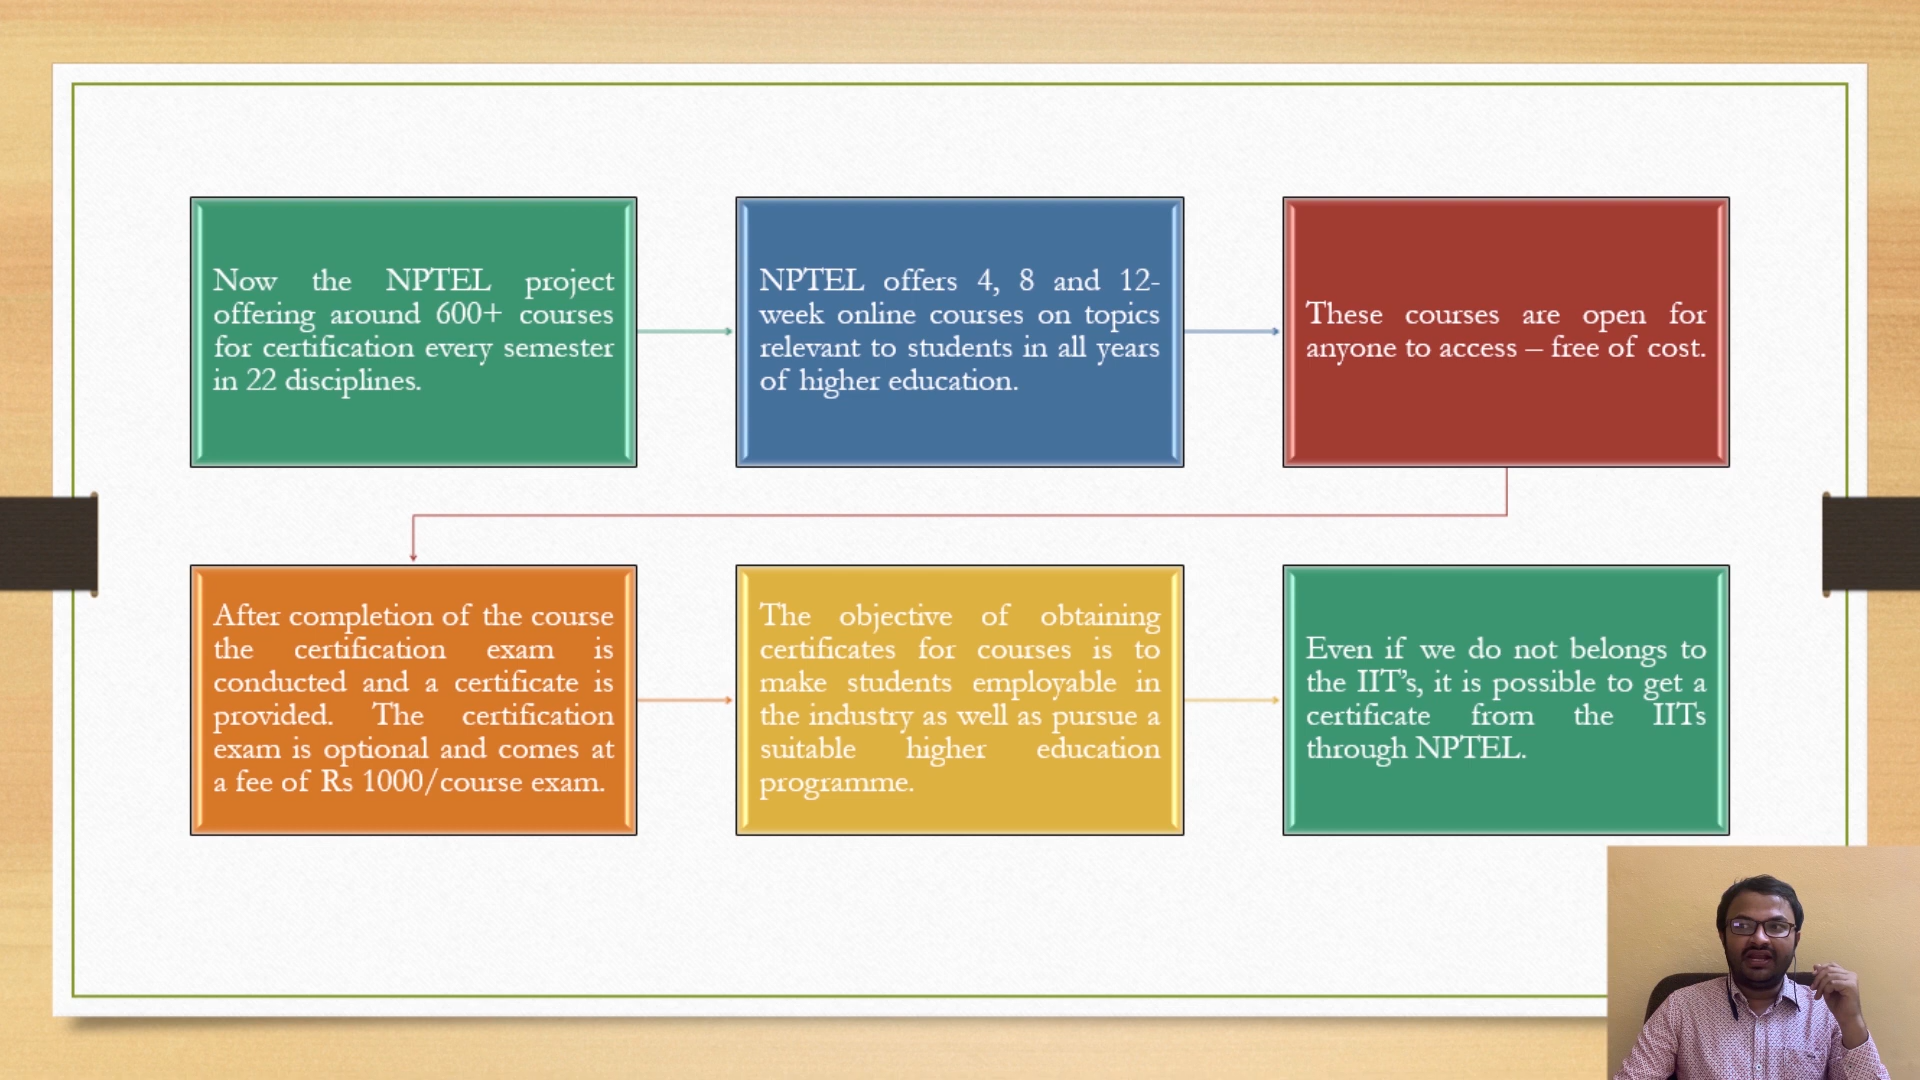 Now the NPTEL project
offering around 600+ courses
for certification every semester
in 22 disciplines.
NPTEL offers 4, 8 and 12-
week online courses on topics
relevant to students in all years
of higher education.
These courses are open for
anyone to access – free of cost.
After completion of the course
the certification exam is
conducted and a certificate is
provided. The certification
exam is optional and comes at
a fee of Rs 1000/course exam.
The objective of obtaining
certificates for courses is to
make students employable in
the industry as well as pursue a
suitable higher education
programme.
Even if we do not belongs to
the IIT’s, it is possible to get a
certificate from the IITs
through NPTEL.